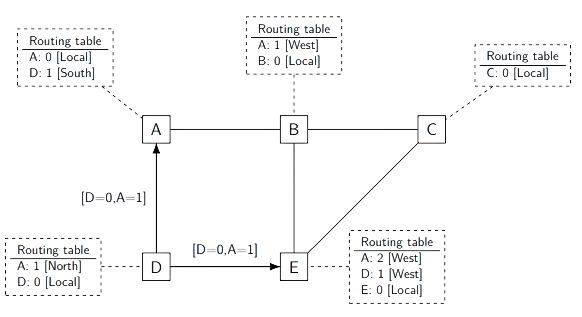 Routing table
A: 0 [Local]
D: 1 [South]
Routing table
A: 1 [West]
B: 0 [Local]
Routing table
C: 0 [Local]
A
B
C
[D=0,A=1]
[D=0,A=1]
Routing table
A: 1 [North]
D: 0 [Local]
D
E
Routing table
A: 2 [West]
D: 1 [West]
E: 0 [Local]